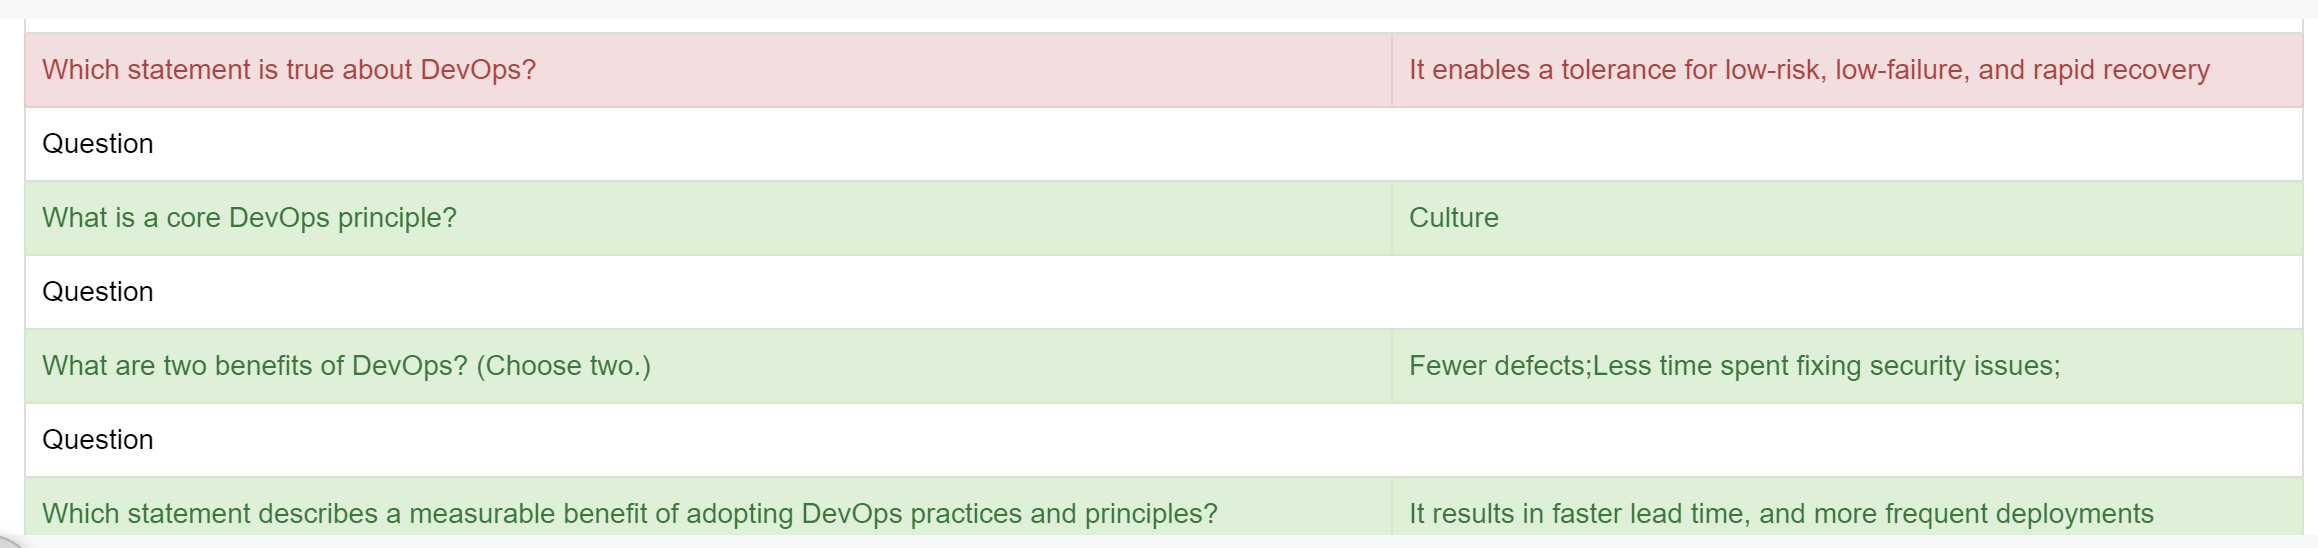 Which statement is true about DevOps? It enables a tolerance for low-risk, low-failure, and rapid recovery
Question
What is a core DevOps principle? Culture
Question
What are two benefits of DevOps? (Choose two.) Fewer defects;Less time spent fixing security issues;
Question
Which statement describes a measurable benefit of adopting DevOps practices and principles? It results in faster lead time, and more frequent deployments